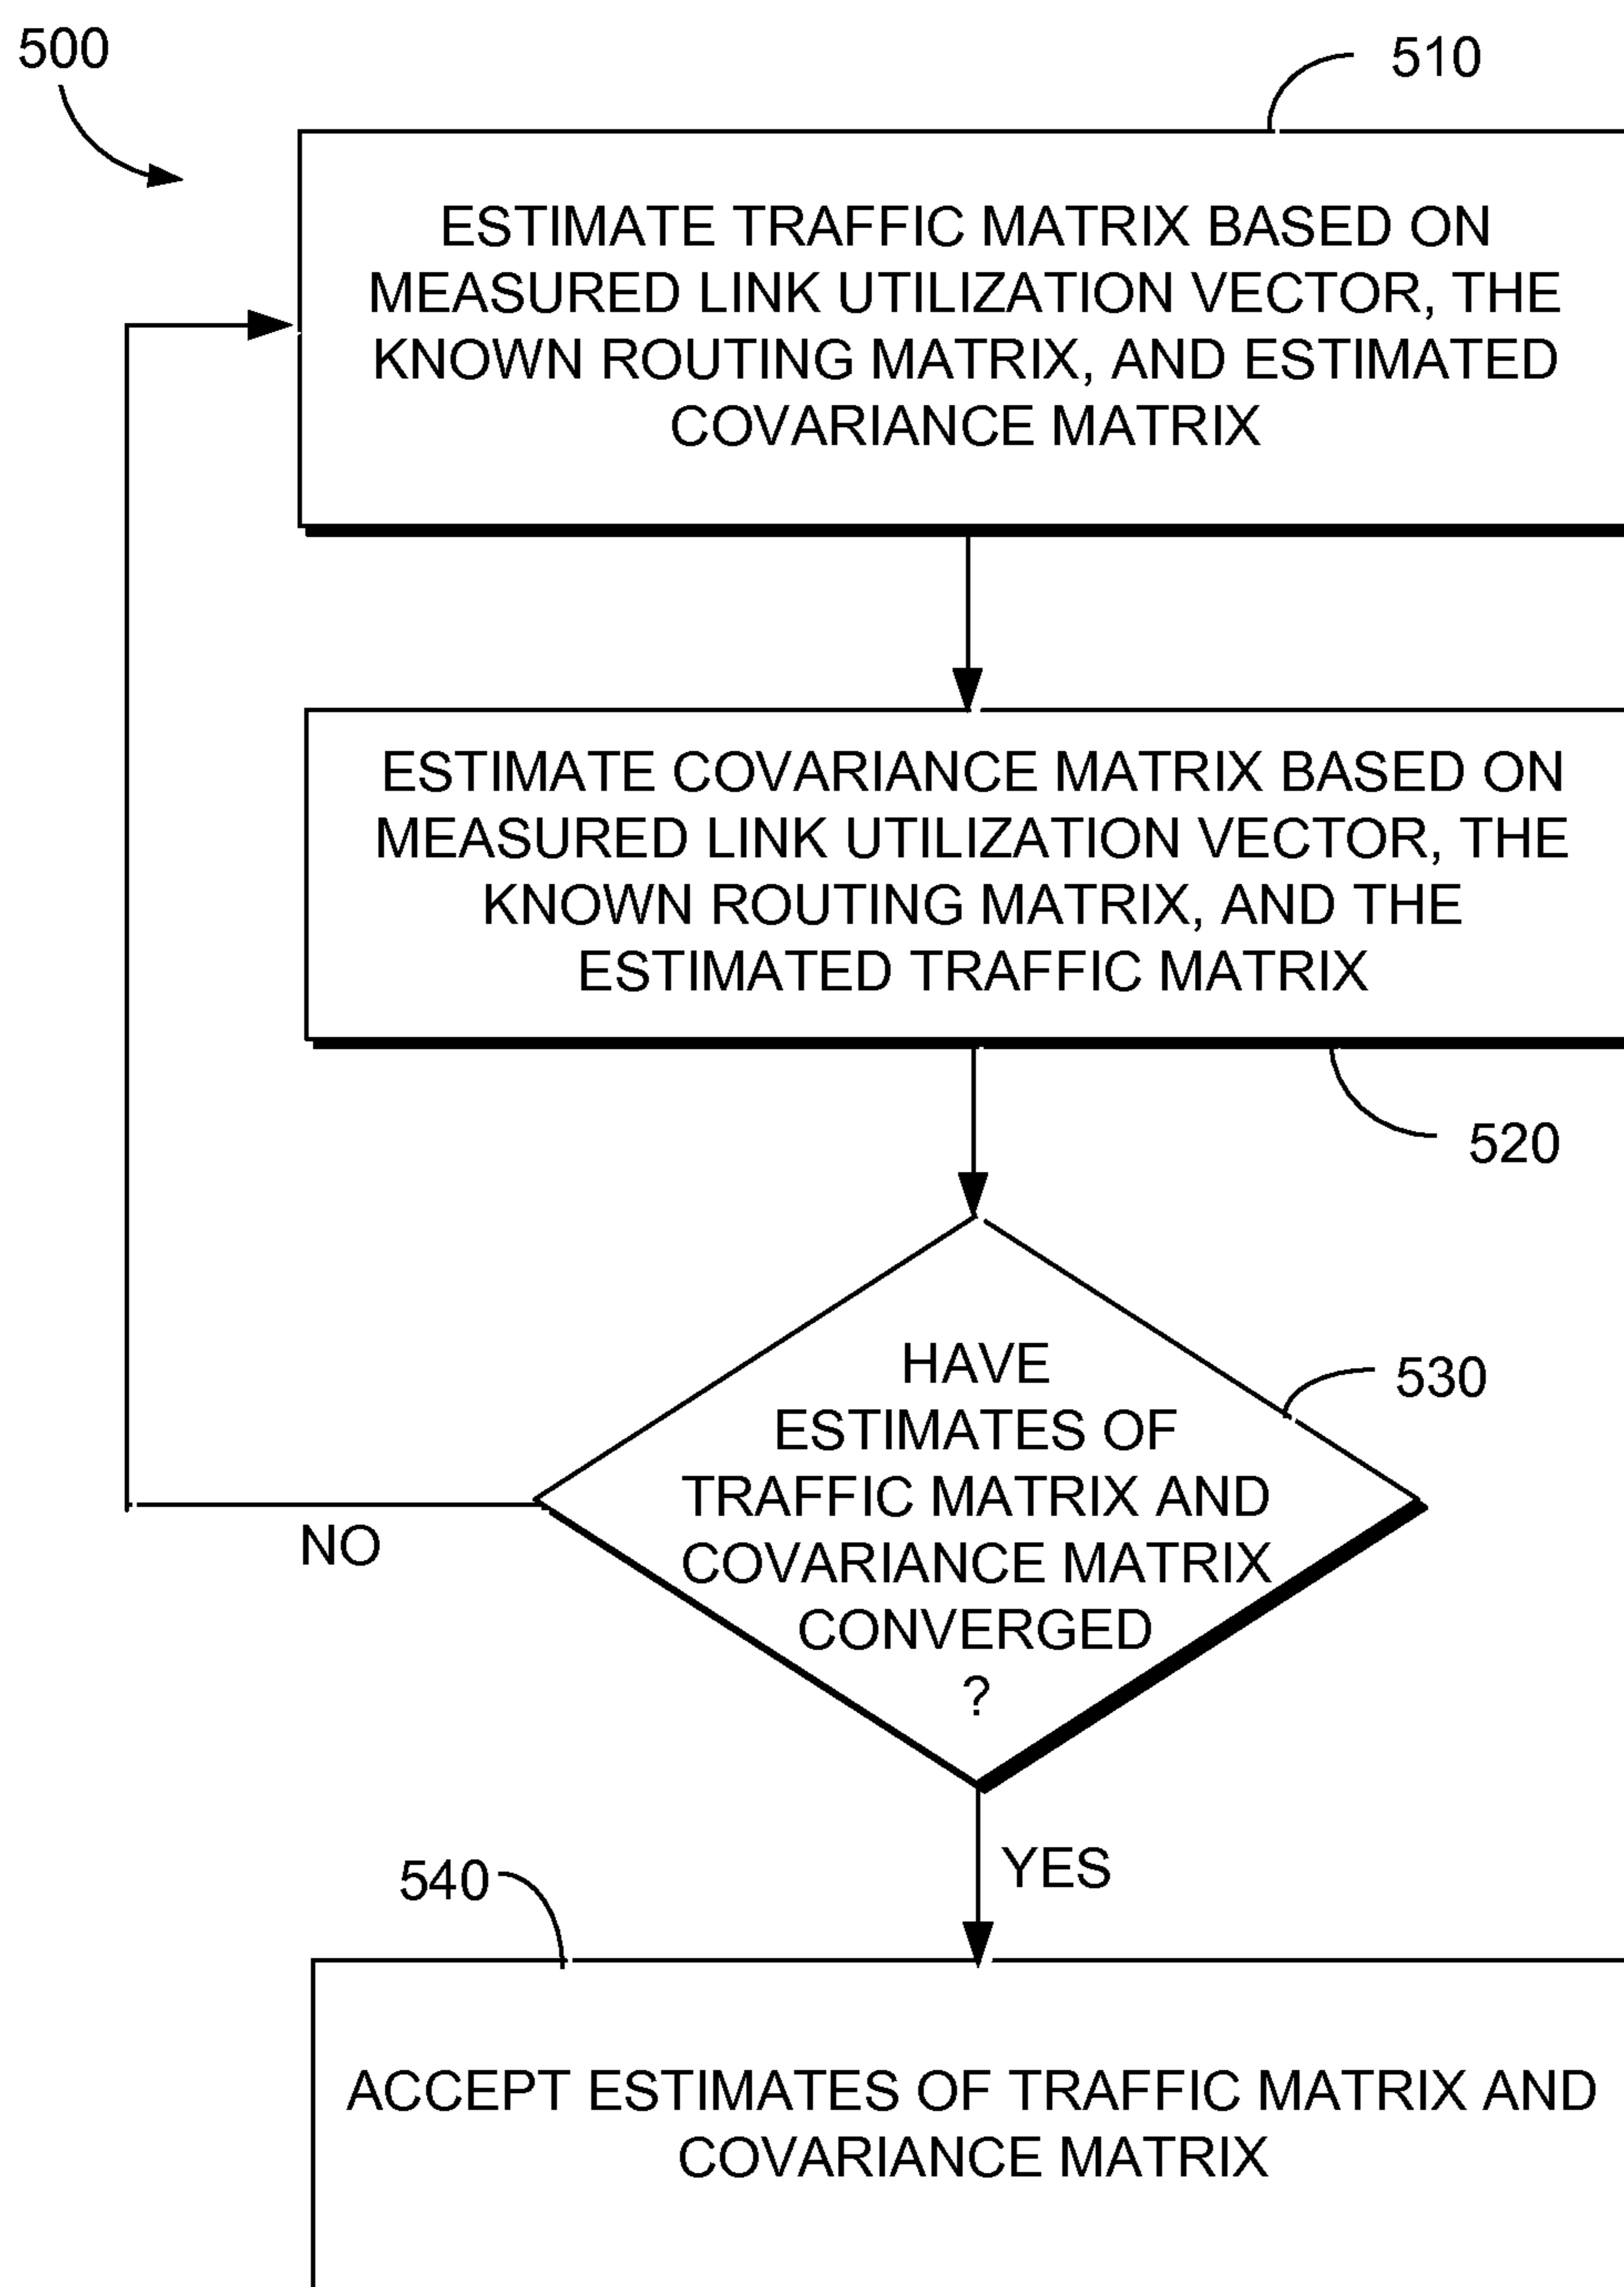 500
510
ESTIMATE TRAFFIC MATRIX BASED ON
MEASURED LINK UTILIZATION VECTOR, THE
KNOWN ROUTING MATRIX, AND ESTIMATED
COVARIANCE MATRIX
ESTIMATE COVARIANCE MATRIX BASED ON
MEASURED LINK UTILIZATION VECTOR, THE
KNOWN ROUTING MATRIX, AND THE
ESTIMATED TRAFFIC MATRIX
520
HAVE
ESTIMATES OF
TRAFFIC MATRIX AND
COVARIANCE MATRIX
CONVERGED
?
530
NO
YES
540
ACCEPT ESTIMATES OF TRAFFIC MATRIX AND
COVARIANCE MATRIX